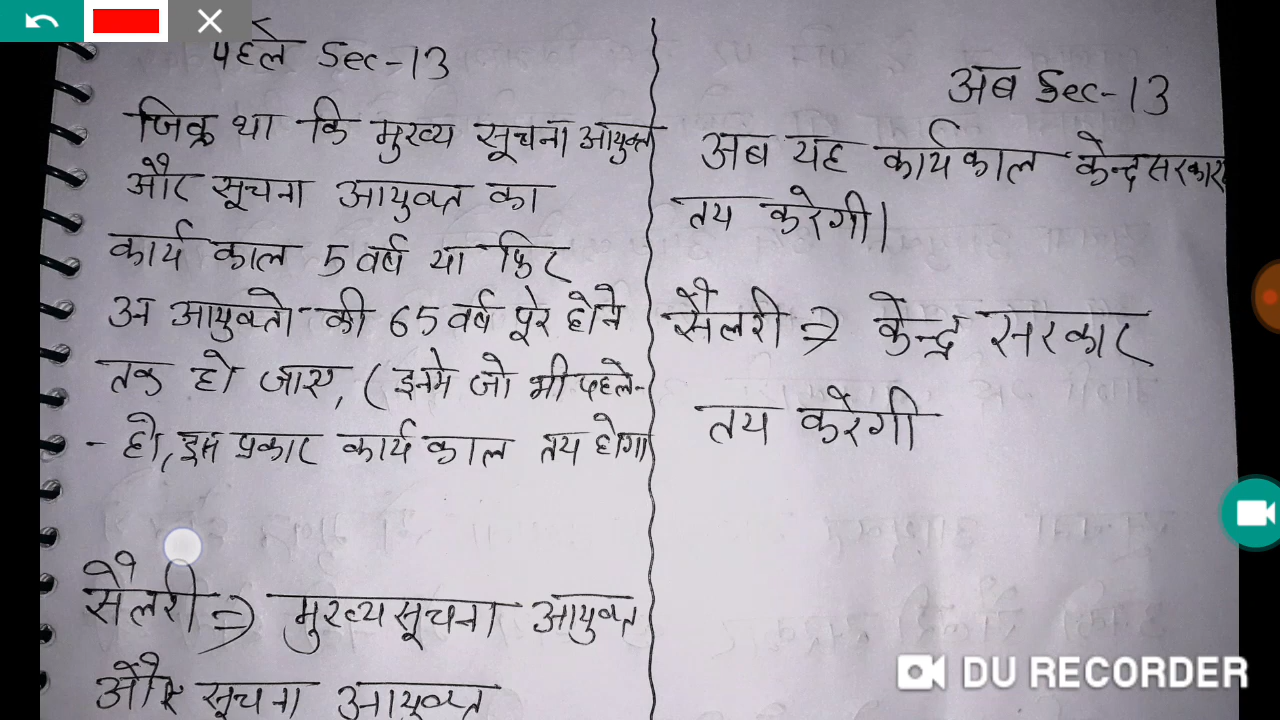 पहले Sec-13
जिक्र था कि मुख्य सूचना आयुक्त
और सूचना आयुक्त का
कार्य काल 5 वर्ष या फिर
आयुक्तो की 65 वर्ष पूरे होने
तक हो जाए, (इनमे जो भी पहले-
- हो, इस प्रकार कार्य काल तय होगा
सैलरी ⇒ मुख्य सूचना आयुक्त
और सूचना आयुक्त
अब Sec-13
अब यह कार्य काल केन्द्र सरकार
तय करेगी।
सैलरी ⇒ केन्द्र सरकार
तय करेगी
DU RECORDER